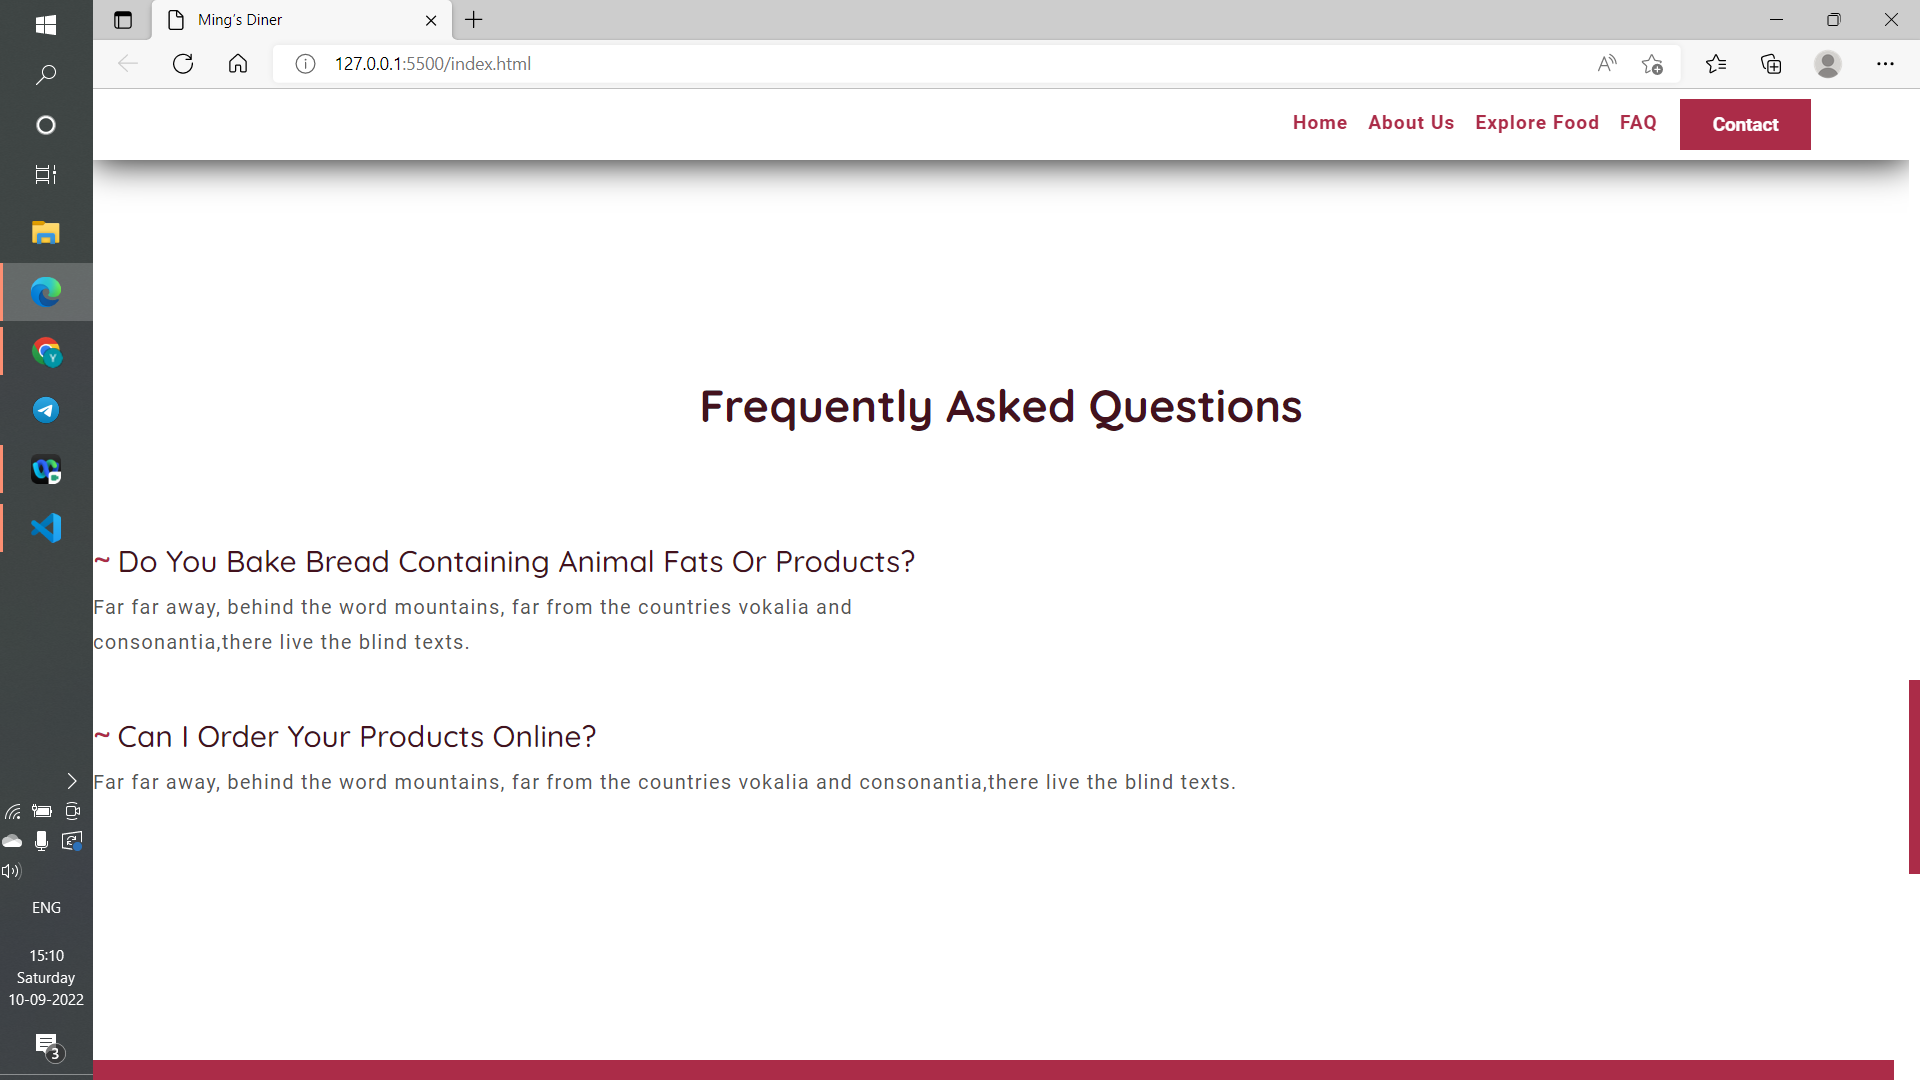 Ming's Diner
127.0.0.1:5500/index.html
Home About Us Explore Food FAQ Contact
Frequently Asked Questions
~ Do You Bake Bread Containing Animal Fats Or Products?
Far far away, behind the word mountains, far from the countries vokalia and
consonantia,there live the blind texts.
~ Can I Order Your Products Online?
Far far away, behind the word mountains, far from the countries vokalia and consonantia,there live the blind texts.
Y
ENG
15:10
Saturday
10-09-2022
3